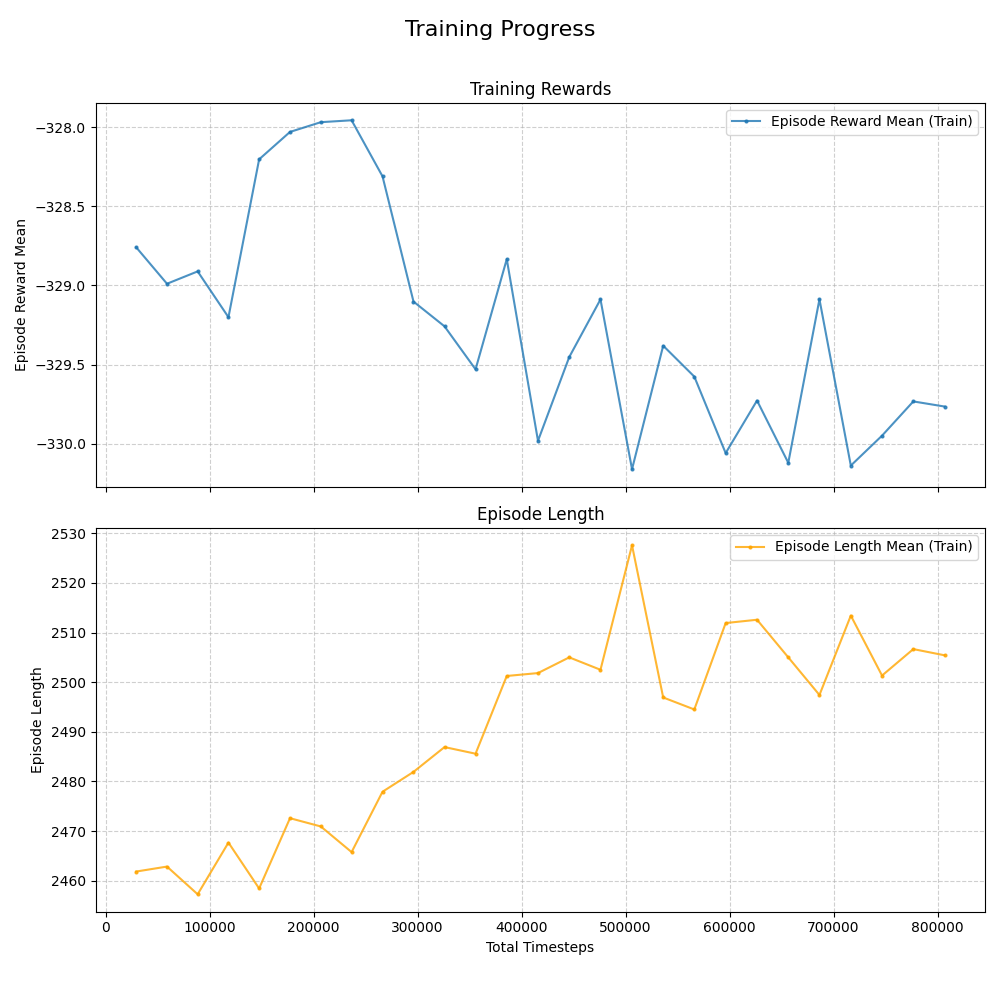 Training Progress
Training Rewards
Episode Reward Mean (Train)
−328.0
−328.5
−329.0
−329.5
−330.0
Episode Reward Mean
Episode Length
Episode Length Mean (Train)
2530
2520
2510
2500
2490
2480
2470
2460
Episode Length
0 100000 200000 300000 400000 500000 600000 700000 800000
Total Timesteps